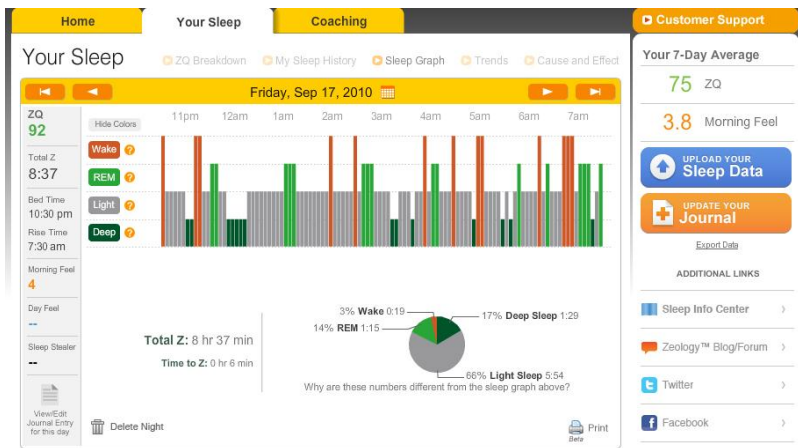 Home
Your Sleep
Coaching
Customer Support
Your Sleep
ZQ Breakdown
My Sleep History
Sleep Graph
Trends
Cause and Effect
Friday, Sep 17, 2010
ZQ
92
Total Z
8:37
Bed Time
10:30 pm
Rise Time
7:30 am
Morning Feel
4
Day Feel
--
Sleep Stealer
--
View/Edit
Journal Entry
for this day
Hide Colors
11pm 12am 1am 2am 3am 4am 5am 6am 7am
Wake ?
REM ?
Light ?
Deep ?
Total Z: 8 hr 37 min
Time to Z: 0 hr 6 min
3% Wake 0:19
14% REM 1:15
17% Deep Sleep 1:29
66% Light Sleep 5:54
Why are these numbers different from the sleep graph above?
Delete Night
Print
Beta
Your 7-Day Average
75 ZQ
3.8 Morning Feel
UPLOAD YOUR
Sleep Data
UPDATE YOUR
Journal
Export Data
ADDITIONAL LINKS
Sleep Info Center
Zeology™ Blog/Forum
Twitter
Facebook